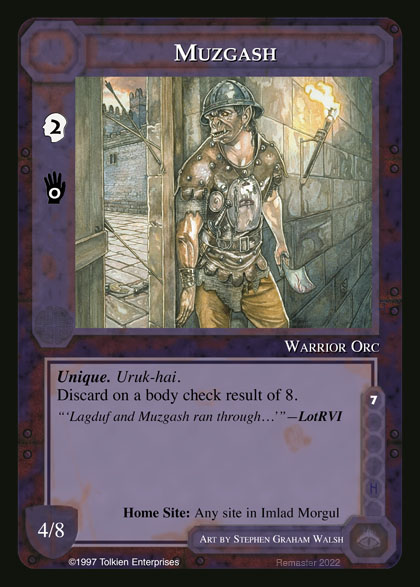 MUZGASH
2
WARRIOR ORC
Unique. Uruk-hai.
Discard on a body check result of 8.
“‘Lagduf and Muzgash ran through…’”—LotRVI
7
H
Home Site: Any site in Imlad Morgul
4/8
ART BY STEPHEN GRAHAM WALSH
©1997 Tolkien Enterprises
Remaster 2022